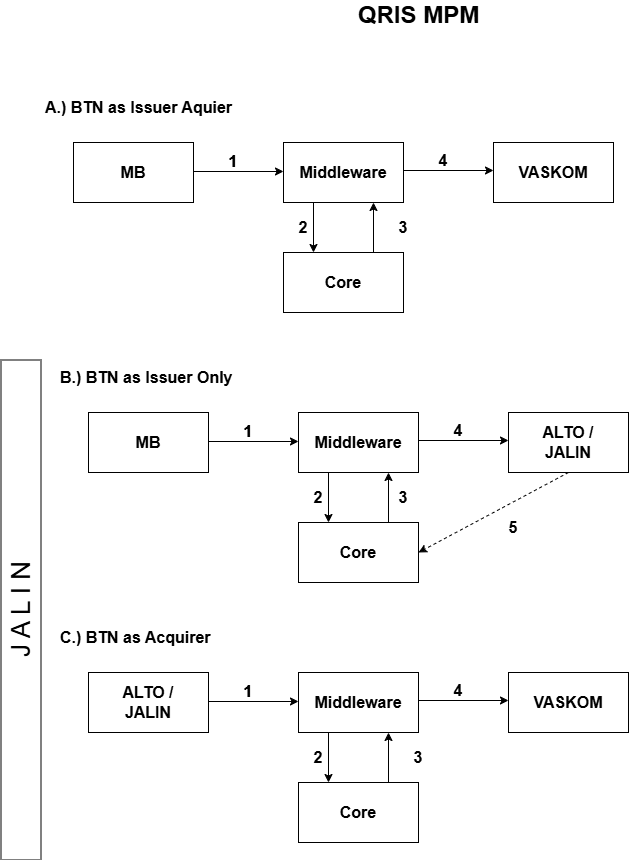 QRIS MPM
A.) BTN as Issuer Aquier
MB
1
Middleware
4
VASKOM
2
3
Core
B.) BTN as Issuer Only
MB
1
Middleware
4
ALTO /
JALIN
2
3
5
Core
JALIN
C.) BTN as Acquirer
ALTO /
JALIN
1
Middleware
4
VASKOM
2
3
Core